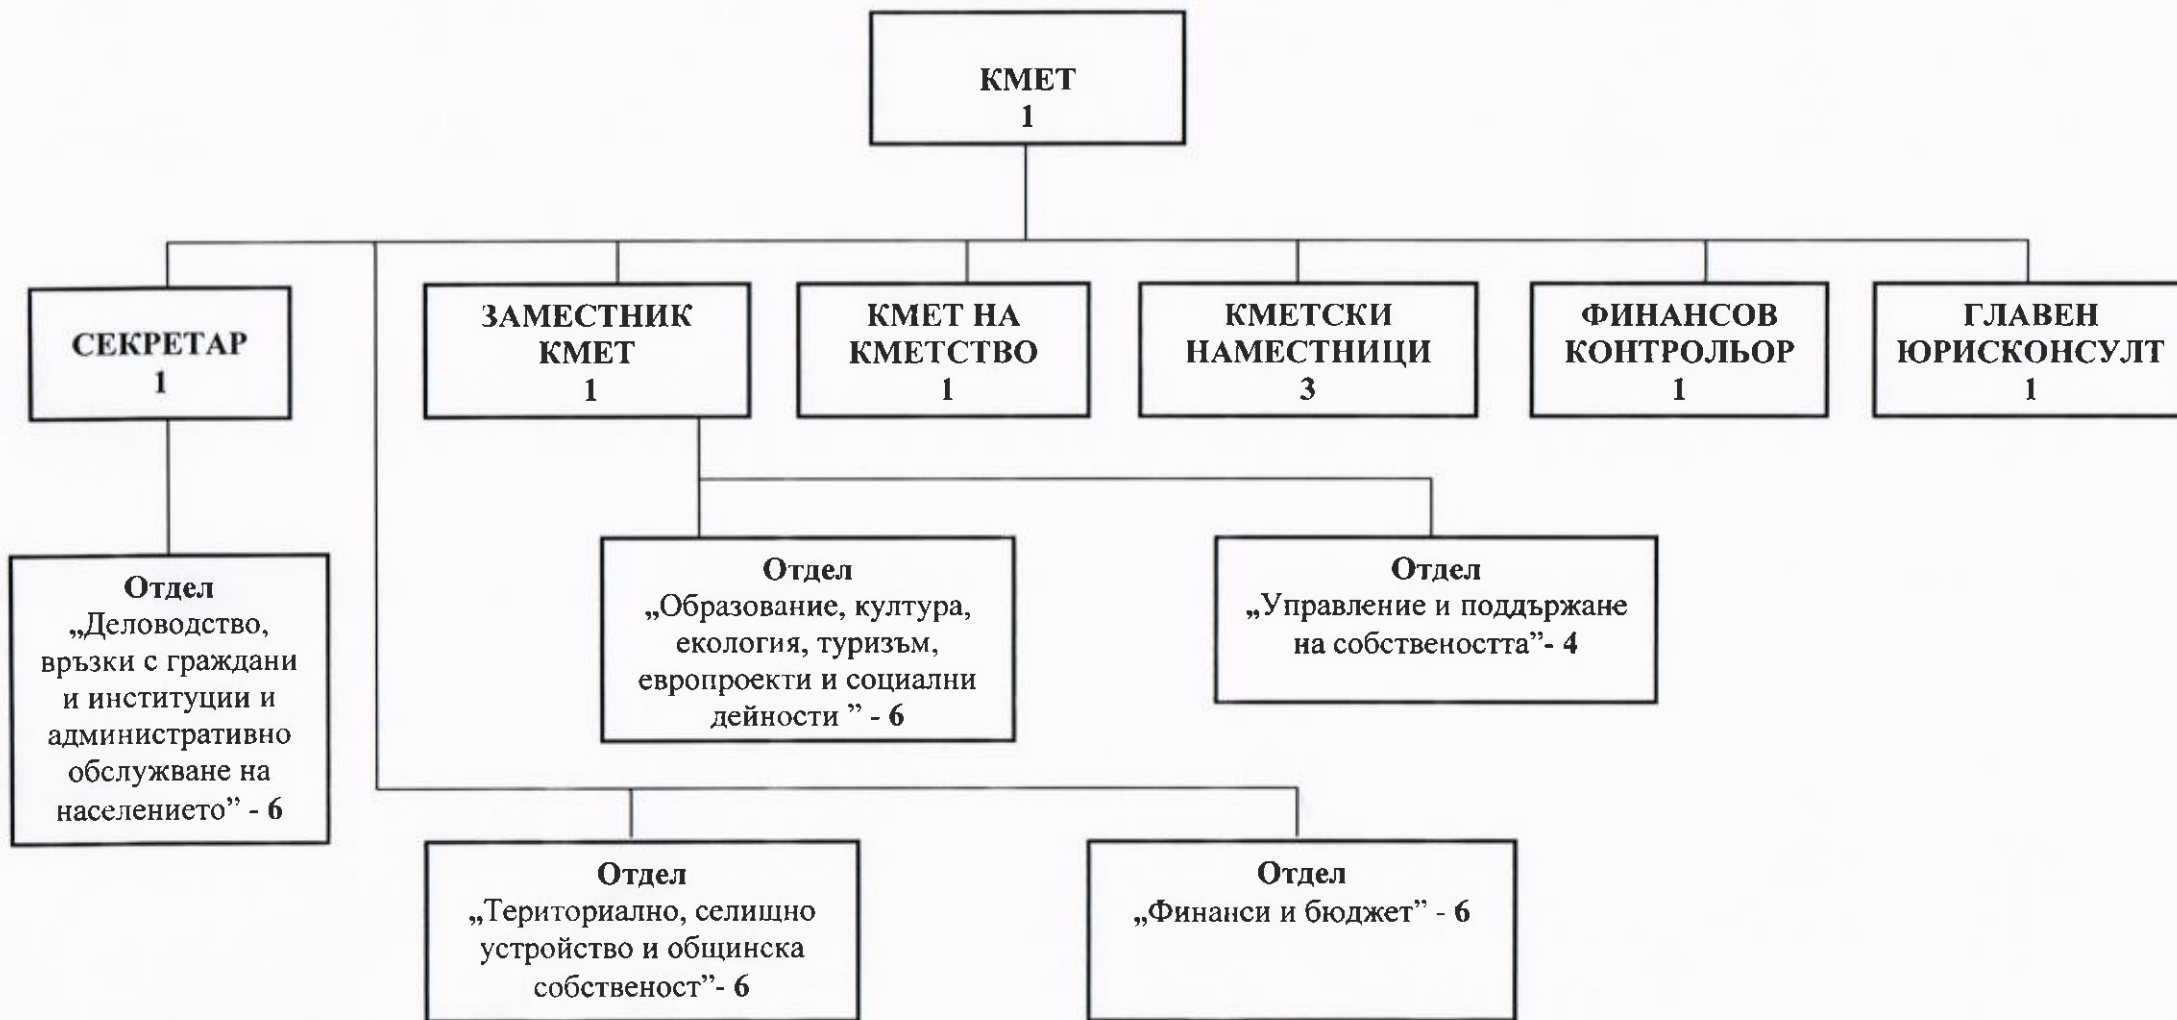 КМЕТ
1
СЕКРЕТАР
1
ЗАМЕСТНИК
КМЕТ
1
КМЕТ НА
КМЕТСТВО
1
КМЕТСКИ
НАМЕСТНИЦИ
3
ФИНАНСОВ
КОНТРОЛЬОР
1
ГЛАВЕН
ЮРИСКОНСУЛТ
1
Отдел
„Деловодство,
връзки с граждани
и институции и
административно
обслужване на
населението” - 6
Отдел
„Образование, култура,
екология, туризъм,
европроекти и социални
дейности ” - 6
Отдел
„Управление и поддържане
на собствеността”- 4
Отдел
„Териториално, селищно
устройство и общинска
собственост”- 6
Отдел
„Финанси и бюджет” - 6